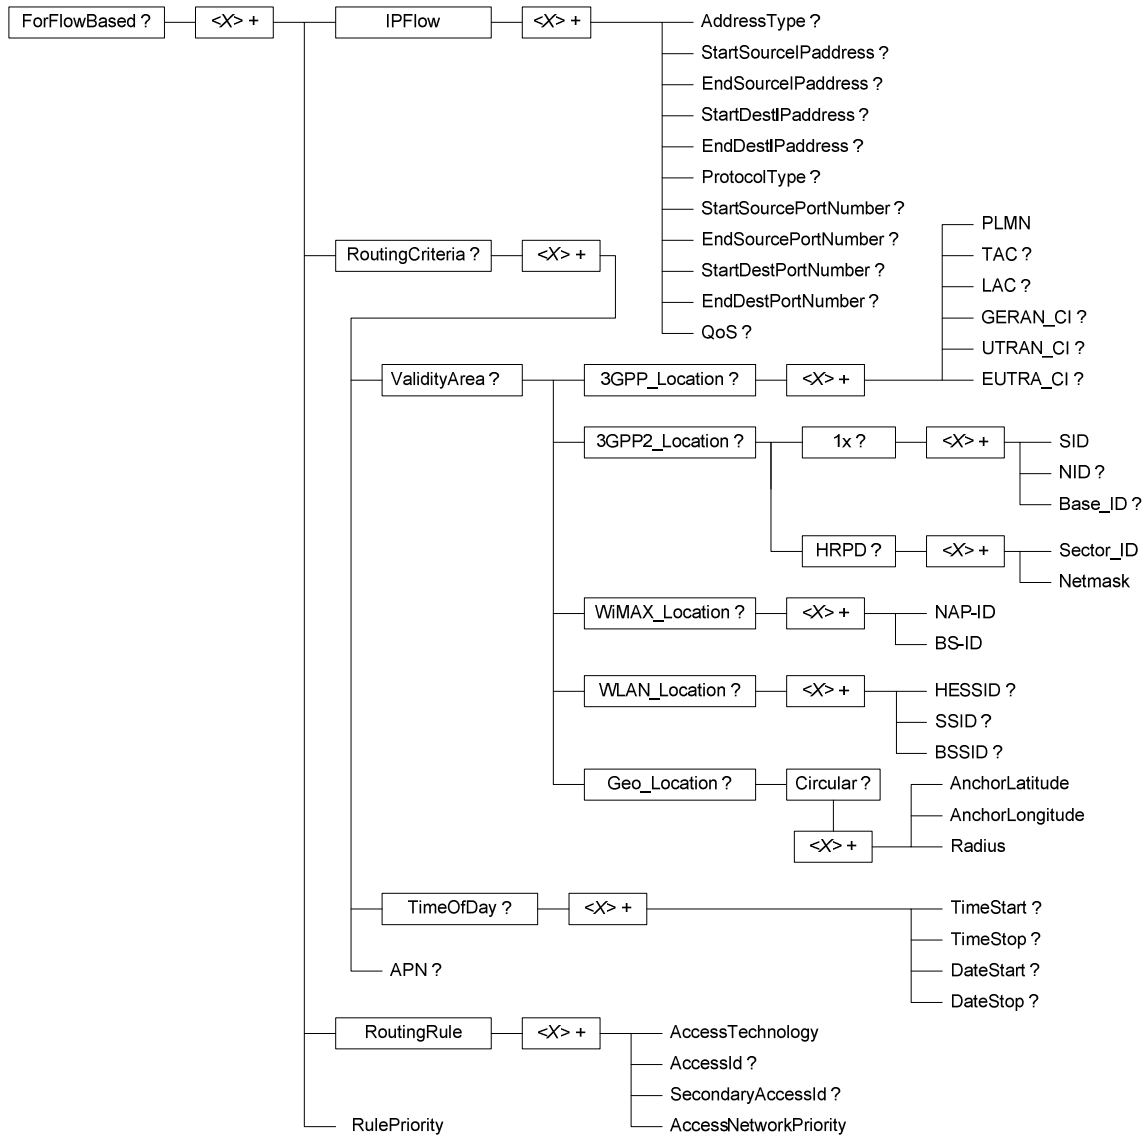 ForFlowBased ?
<X> +
IPFlow
<X> +
AddressType ?
StartSourceIPaddress ?
EndSourceIPaddress ?
StartDestIPaddress ?
EndDestIPaddress ?
ProtocolType ?
StartSourcePortNumber ?
EndSourcePortNumber ?
StartDestPortNumber ?
EndDestPortNumber ?
QoS ?
RoutingCriteria ?
<X> +
ValidityArea ?
3GPP_Location ?
<X> +
PLMN
TAC ?
LAC ?
GERAN_CI ?
UTRAN_CI ?
EUTRA_CI ?
3GPP2_Location ?
1x ?
<X> +
SID
NID ?
Base_ID ?
HRPD ?
<X> +
Sector_ID
Netmask
WiMAX_Location ?
<X> +
NAP-ID
BS-ID
WLAN_Location ?
<X> +
HESSID ?
SSID ?
BSSID ?
Geo_Location ?
Circular ?
<X> +
AnchorLatitude
AnchorLongitude
Radius
TimeOfDay ?
<X> +
TimeStart ?
TimeStop ?
DateStart ?
DateStop ?
APN ?
RoutingRule
<X> +
AccessTechnology
AccessId ?
SecondaryAccessId ?
AccessNetworkPriority
RulePriority